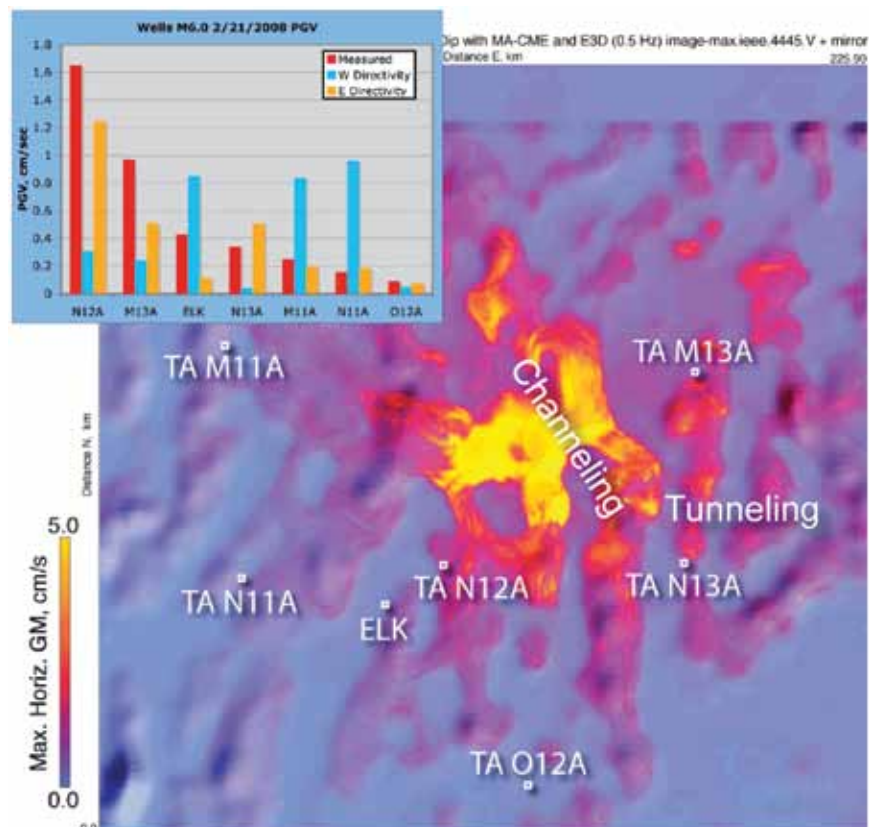 Wells M6.0 2/21/2008 PGV
Dip with MA-CME and E3D (0.5 Hz) image-max.ieee.4445.V + mirror
Distance E, km
225.90
1.8
1.6
1.4
1.2
1
0.8
0.6
0.4
0.2
0
PGV, cm/sec
Measured
W Directivity
E Directivity
N12A
M13A
ELK
N13A
M11A
N11A
O12A
TA M11A
TA M13A
Channeling
Distance N, km
Tunneling
5.0
Max. Horiz. GM, cm/s
0.0
TA N11A
TA N12A
TA N13A
ELK
TA O12A